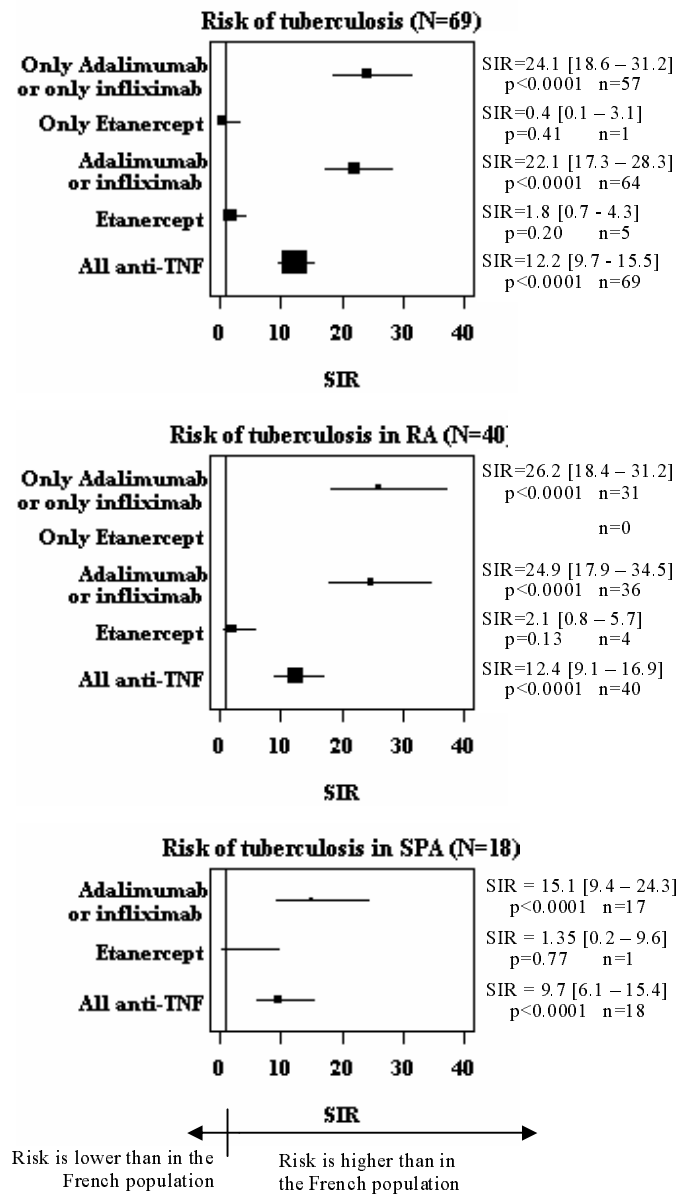 Risk of tuberculosis (N=69)
Only Adalimumab
or only infliximab
SIR=24.1 [18.6 – 31.2]
p<0.0001 n=57
Only Etanercept
SIR=0.4 [0.1 – 3.1]
p=0.41 n=1
Adalimumab
or infliximab
SIR=22.1 [17.3 – 28.3]
p<0.0001 n=64
Etanercept
SIR=1.8 [0.7 - 4.3]
p=0.20 n=5
All anti-TNF
SIR=12.2 [9.7 - 15.5]
p<0.0001 n=69
0 10 20 30 40
SIR
Risk of tuberculosis in RA (N=40)
Only Adalimumab
or only infliximab
SIR=26.2 [18.4 – 31.2]
p<0.0001 n=31
Only Etanercept
n=0
Adalimumab
or infliximab
SIR=24.9 [17.9 – 34.5]
p<0.0001 n=36
Etanercept
SIR=2.1 [0.8 – 5.7]
p=0.13 n=4
All anti-TNF
SIR=12.4 [9.1 – 16.9]
p<0.0001 n=40
0 10 20 30 40
SIR
Risk of tuberculosis in SPA (N=18)
Adalimumab
or infliximab
SIR = 15.1 [9.4 – 24.3]
p<0.0001 n=17
Etanercept
SIR = 1.35 [0.2 – 9.6]
p=0.77 n=1
All anti-TNF
SIR = 9.7 [6.1 – 15.4]
p<0.0001 n=18
0 10 20 30 40
SIR
Risk is lower than in the
French population
Risk is higher than in
the French population